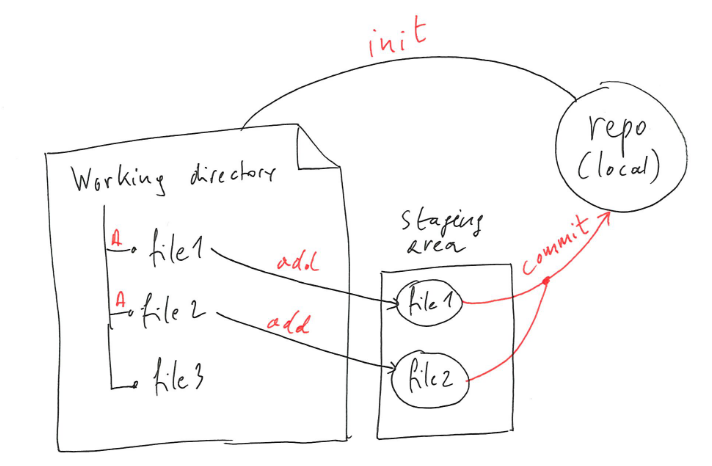 init
repo
(local)
Working directory
A
file1
add
A
file 2
add
file3
Staging
area
file1
file2
commit